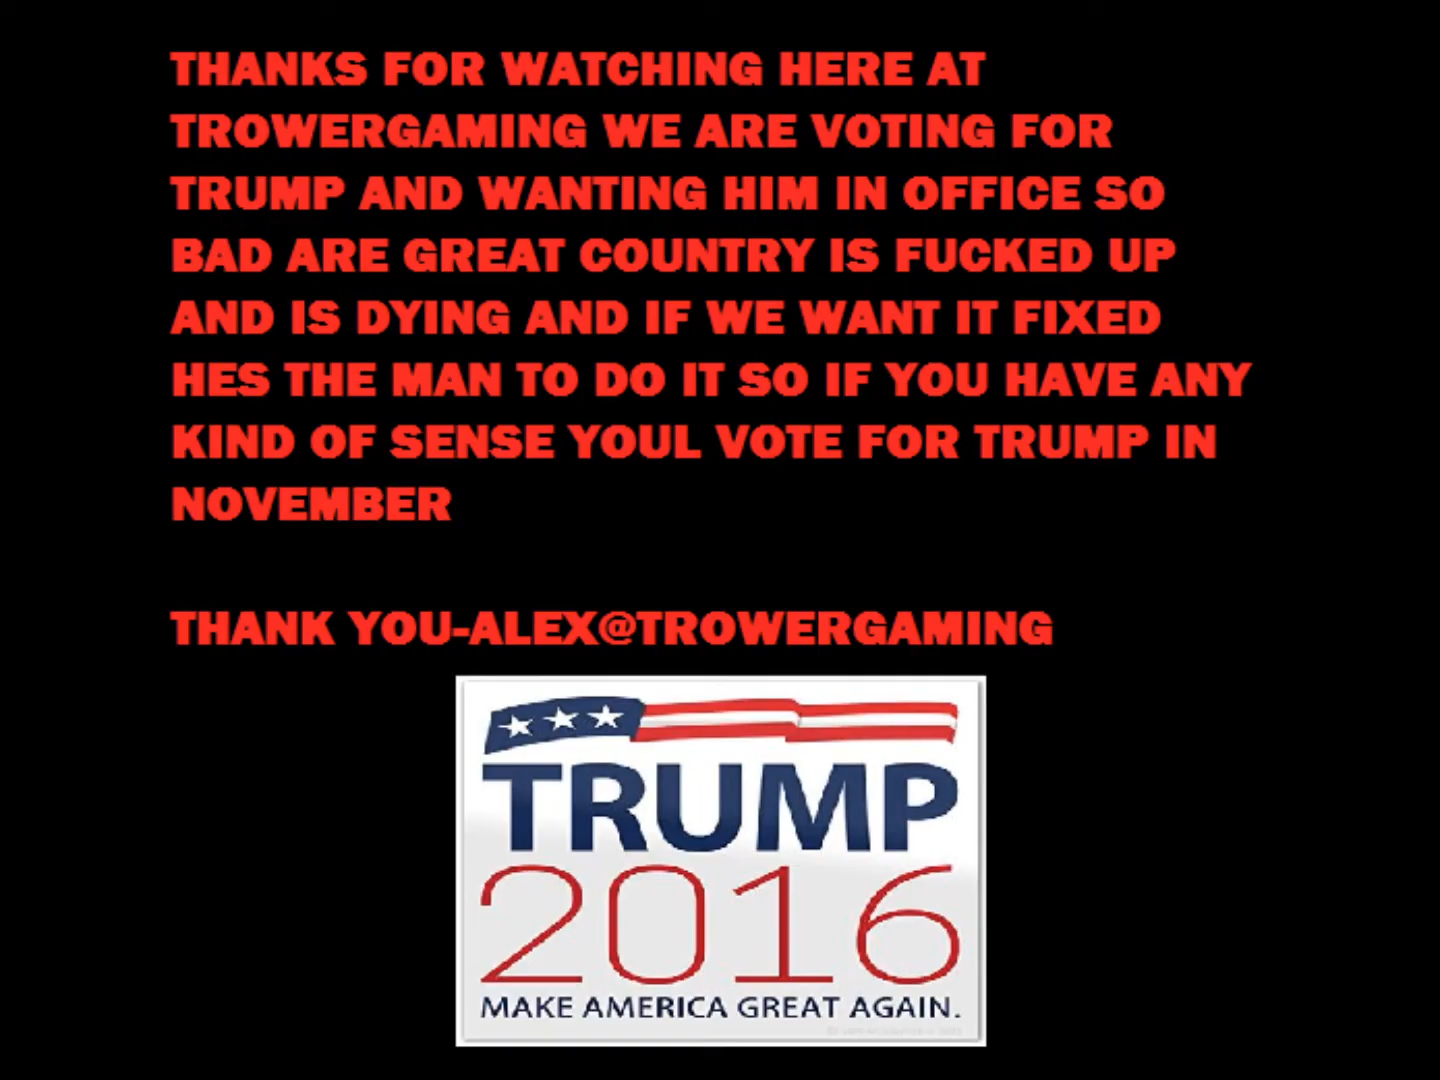 THANKS FOR WATCHING HERE AT
TROWERGAMING WE ARE VOTING FOR
TRUMP AND WANTING HIM IN OFFICE SO
BAD ARE GREAT COUNTRY IS FUCKED UP
AND IS DYING AND IF WE WANT IT FIXED
HES THE MAN TO DO IT SO IF YOU HAVE ANY
KIND OF SENSE YOUL VOTE FOR TRUMP IN
NOVEMBER
THANK YOU-ALEX@TROWERGAMING
TRUMP
2016
MAKE AMERICA GREAT AGAIN.